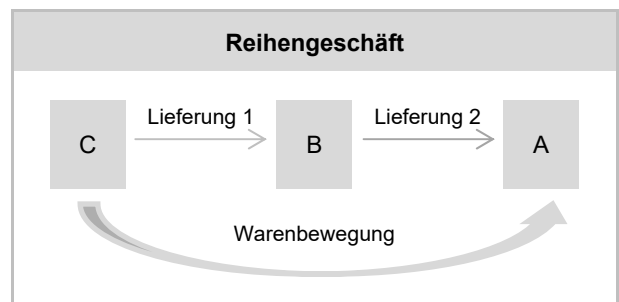 Reihengeschäft
Lieferung 1
Lieferung 2
C
B
A
Warenbewegung